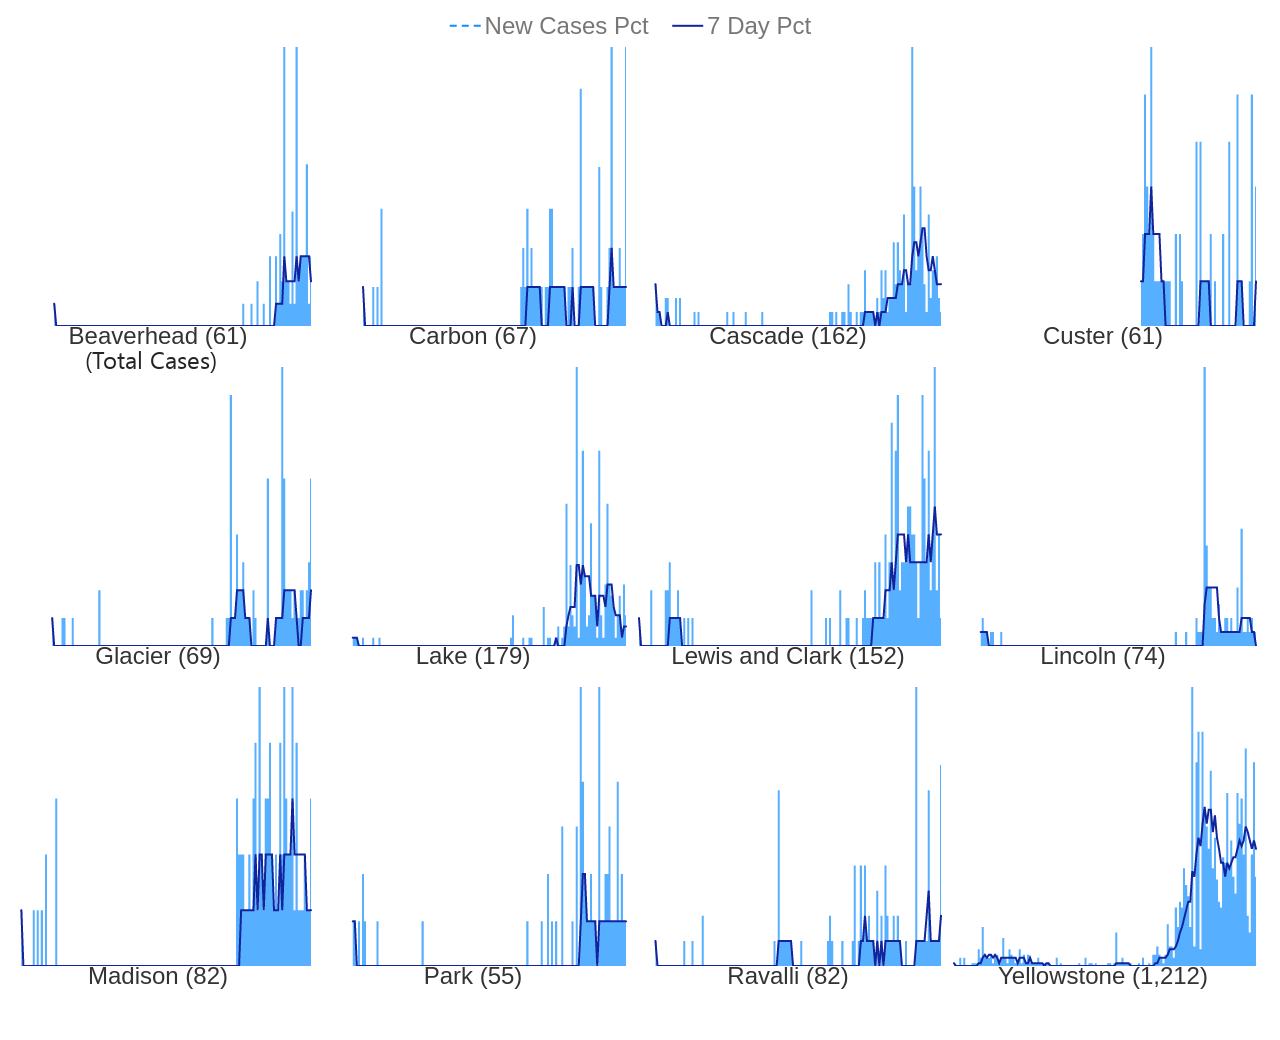 New Cases Pct 7 Day Pct
Beaverhead (61) Carbon (67) Cascade (162) Custer (61)
(Total Cases)
Glacier (69) Lake (179) Lewis and Clark (152) Lincoln (74)
Madison (82) Park (55) Ravalli (82) Yellowstone (1,212)